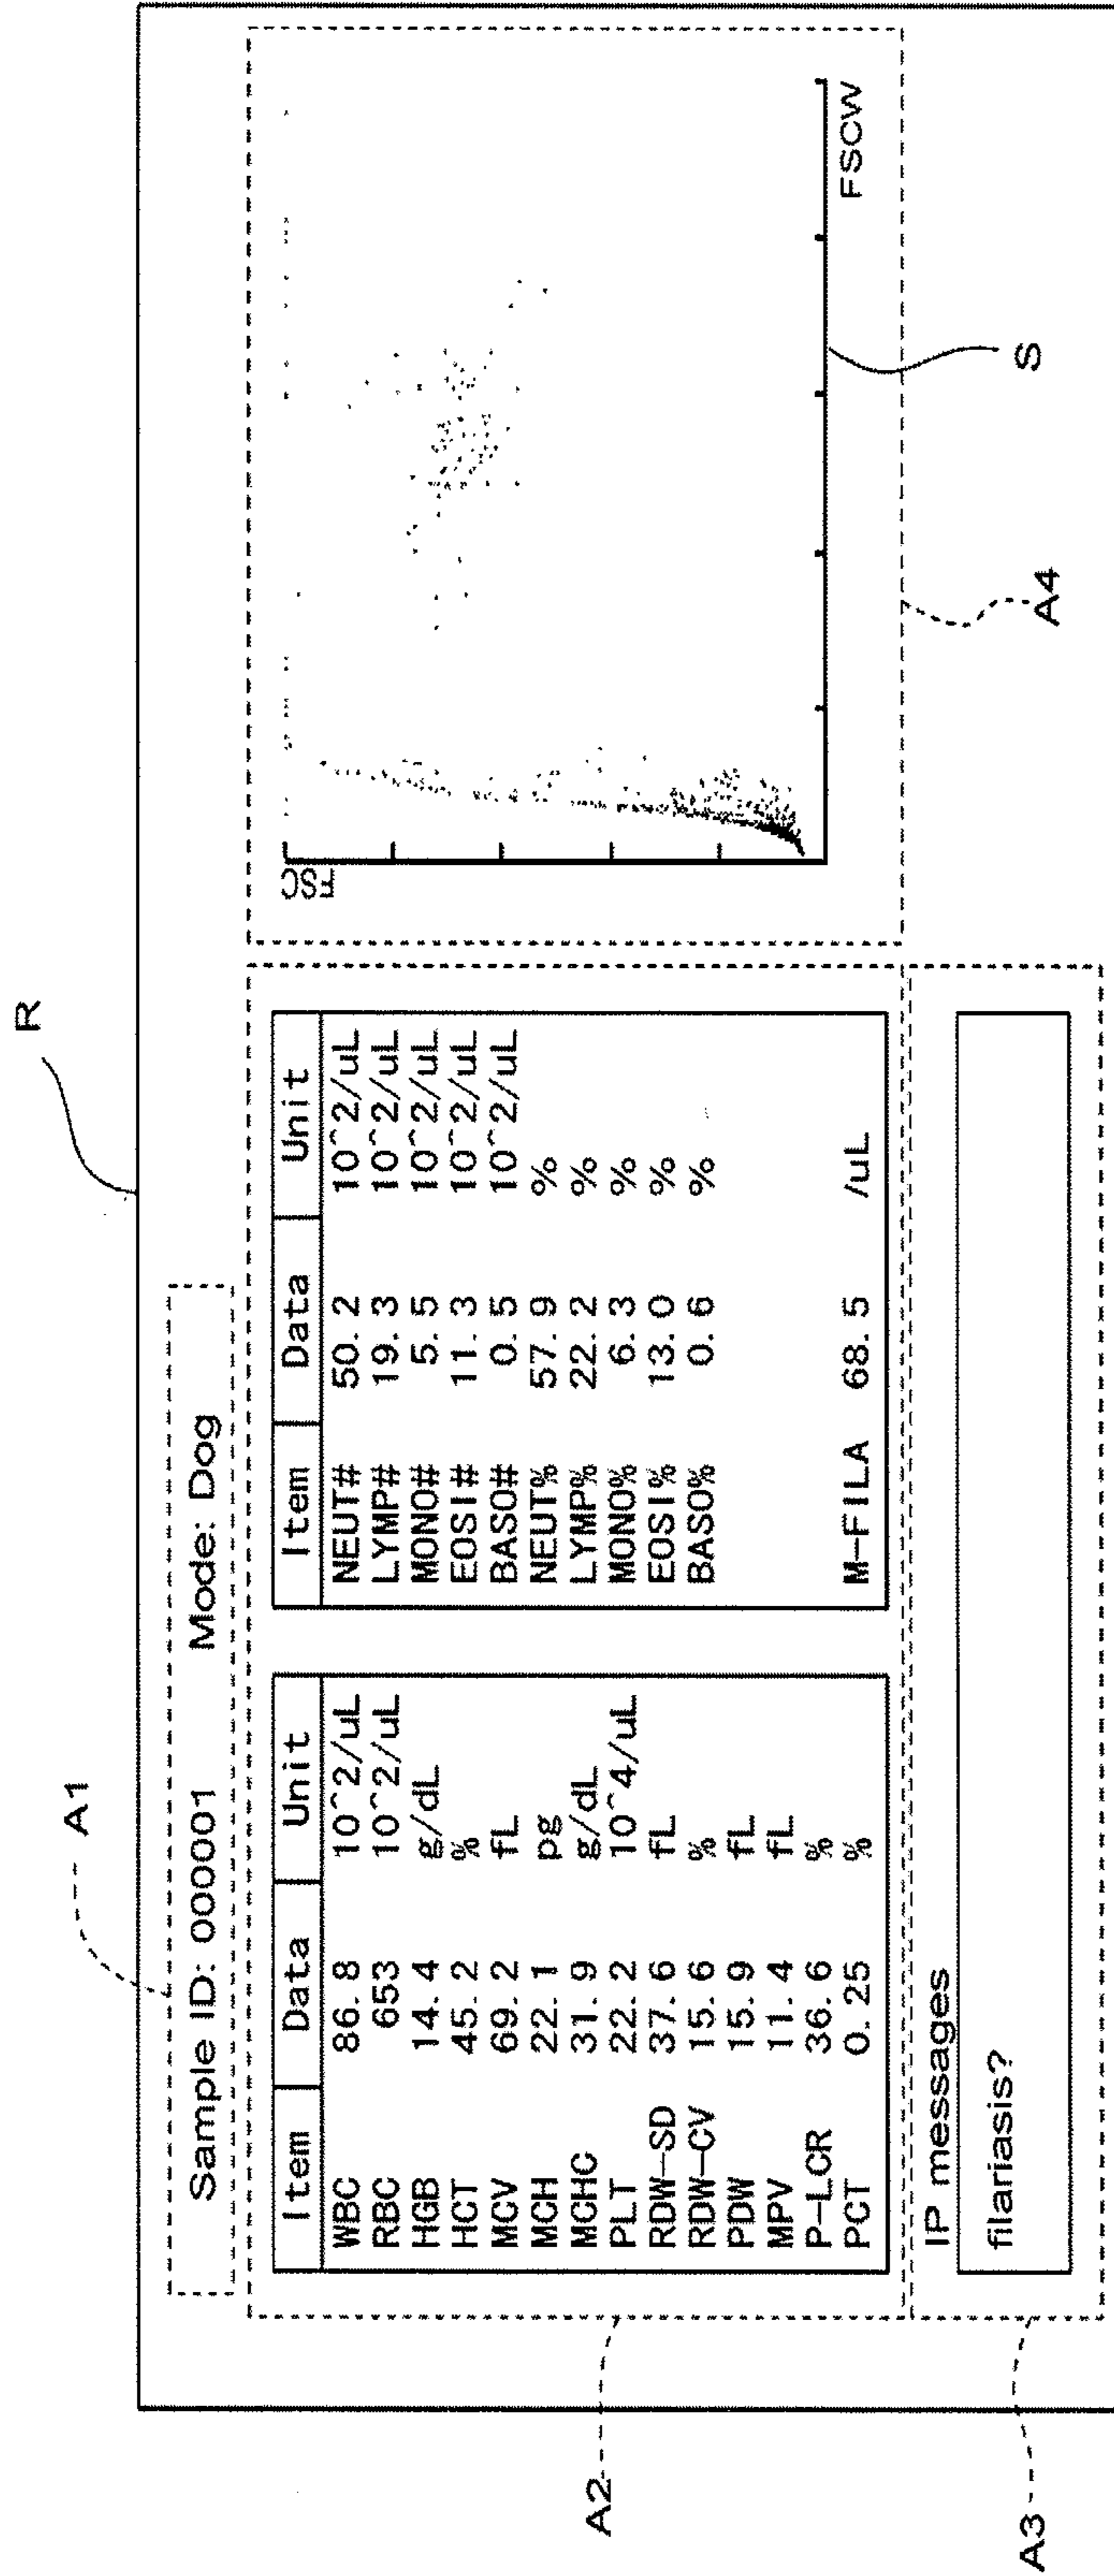 R
A1
Sample ID: 000001 Mode: Dog
Item Data Unit
WBC 86.8 10^2/uL
RBC 653 10^2/uL
HGB 14.4 g/dL
HCT 45.2 %
MCV 69.2 fL
MCH 22.1 pg
MCHC 31.9 g/dL
PLT 22.2 10^4/uL
RDW-SD 37.6 fL
RDW-CV 15.6 %
PDW 15.9 fL
MPV 11.4 fL
P-LCR 36.6 %
PCT 0.25 %
Item Data Unit
NEUT# 50.2 10^2/uL
LYMP# 19.3 10^2/uL
MONO# 5.5 10^2/uL
EOSI# 11.3 10^2/uL
BASO# 0.5 10^2/uL
NEUT% 57.9 %
LYMP% 22.2 %
MONO% 6.3 %
EOSI% 13.0 %
BASO% 0.6 %
M-FILA 68.5 /uL
FSC
FSCW
S
A4
A2
IP messages
filariasis?
A3